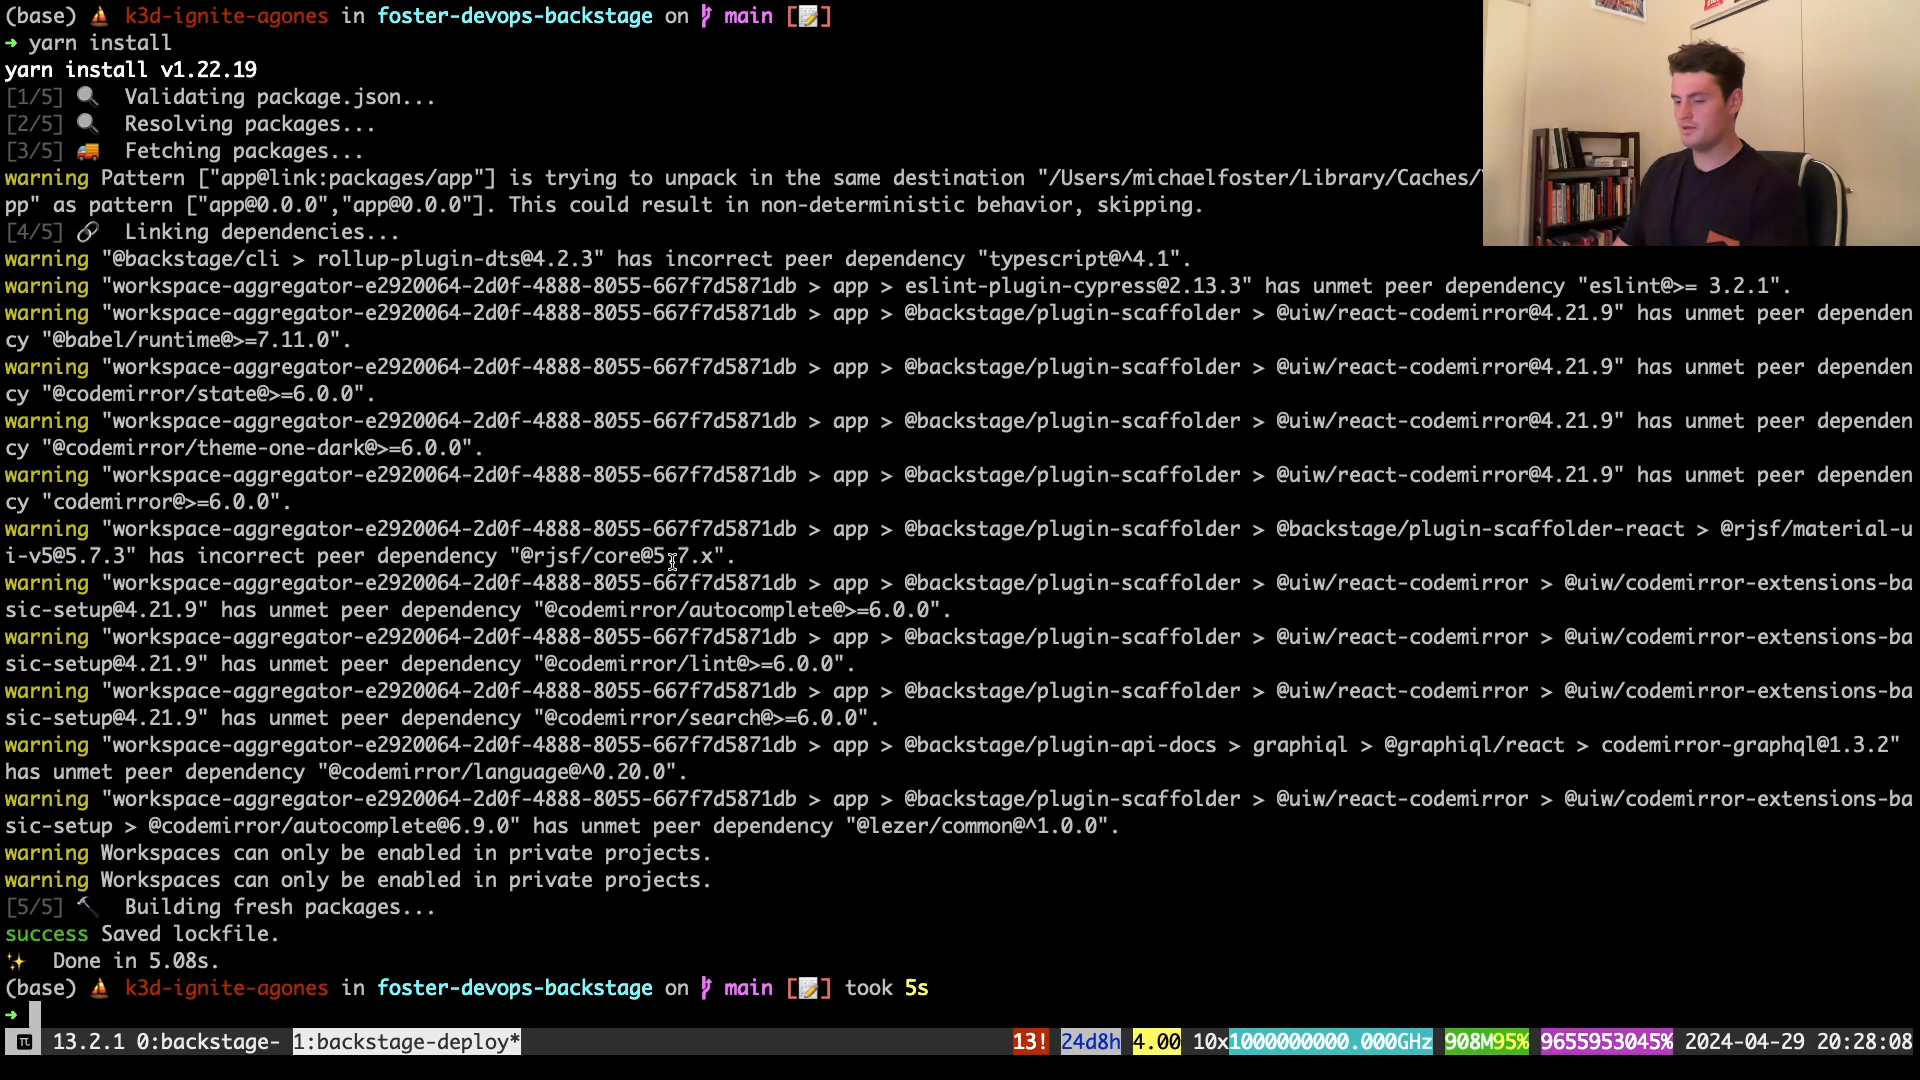 (base) k3d-ignite-agones in foster-devops-backstage on main [ ]
→ yarn install
yarn install v1.22.19
[1/5] Validating package.json...
[2/5] Resolving packages...
[3/5] Fetching packages...
warning Pattern ["app@link:packages/app"] is trying to unpack in the same destination "/Users/michaelfoster/Library/Caches/
pp" as pattern ["app@0.0.0","app@0.0.0"]. This could result in non-deterministic behavior, skipping.
[4/5] Linking dependencies...
warning "@backstage/cli > rollup-plugin-dts@4.2.3" has incorrect peer dependency "typescript@^4.1".
warning "workspace-aggregator-e2920064-2d0f-4888-8055-667f7d5871db > app > eslint-plugin-cypress@2.13.3" has unmet peer dependency "eslint@>= 3.2.1".
warning "workspace-aggregator-e2920064-2d0f-4888-8055-667f7d5871db > app > @backstage/plugin-scaffolder > @uiw/react-codemirror@4.21.9" has unmet peer dependen
cy "@babel/runtime@>=7.11.0".
warning "workspace-aggregator-e2920064-2d0f-4888-8055-667f7d5871db > app > @backstage/plugin-scaffolder > @uiw/react-codemirror@4.21.9" has unmet peer dependen
cy "@codemirror/state@>=6.0.0".
warning "workspace-aggregator-e2920064-2d0f-4888-8055-667f7d5871db > app > @backstage/plugin-scaffolder > @uiw/react-codemirror@4.21.9" has unmet peer dependen
cy "@codemirror/theme-one-dark@>=6.0.0".
warning "workspace-aggregator-e2920064-2d0f-4888-8055-667f7d5871db > app > @backstage/plugin-scaffolder > @uiw/react-codemirror@4.21.9" has unmet peer dependen
cy "codemirror@>=6.0.0".
warning "workspace-aggregator-e2920064-2d0f-4888-8055-667f7d5871db > app > @backstage/plugin-scaffolder > @backstage/plugin-scaffolder-react > @rjsf/material-u
i-v5@5.7.3" has incorrect peer dependency "@rjsf/core@5.7.x".
warning "workspace-aggregator-e2920064-2d0f-4888-8055-667f7d5871db > app > @backstage/plugin-scaffolder > @uiw/react-codemirror > @uiw/codemirror-extensions-ba
sic-setup@4.21.9" has unmet peer dependency "@codemirror/autocomplete@>=6.0.0".
warning "workspace-aggregator-e2920064-2d0f-4888-8055-667f7d5871db > app > @backstage/plugin-scaffolder > @uiw/react-codemirror > @uiw/codemirror-extensions-ba
sic-setup@4.21.9" has unmet peer dependency "@codemirror/lint@>=6.0.0".
warning "workspace-aggregator-e2920064-2d0f-4888-8055-667f7d5871db > app > @backstage/plugin-scaffolder > @uiw/react-codemirror > @uiw/codemirror-extensions-ba
sic-setup@4.21.9" has unmet peer dependency "@codemirror/search@>=6.0.0".
warning "workspace-aggregator-e2920064-2d0f-4888-8055-667f7d5871db > app > @backstage/plugin-api-docs > graphiql > @graphiql/react > codemirror-graphql@1.3.2"
has unmet peer dependency "@codemirror/language@^0.20.0".
warning "workspace-aggregator-e2920064-2d0f-4888-8055-667f7d5871db > app > @backstage/plugin-scaffolder > @uiw/react-codemirror > @uiw/codemirror-extensions-ba
sic-setup > @codemirror/autocomplete@6.9.0" has unmet peer dependency "@lezer/common@^1.0.0".
warning Workspaces can only be enabled in private projects.
warning Workspaces can only be enabled in private projects.
[5/5] Building fresh packages...
success Saved lockfile.
Done in 5.08s.
(base) k3d-ignite-agones in foster-devops-backstage on main [ ] took 5s
→
13.2.1 0:backstage- 1:backstage-deploy* 13! 24d8h 4.00 10x1000000000.000GHz 908M95% 9655953045% 2024-04-29 20:28:08